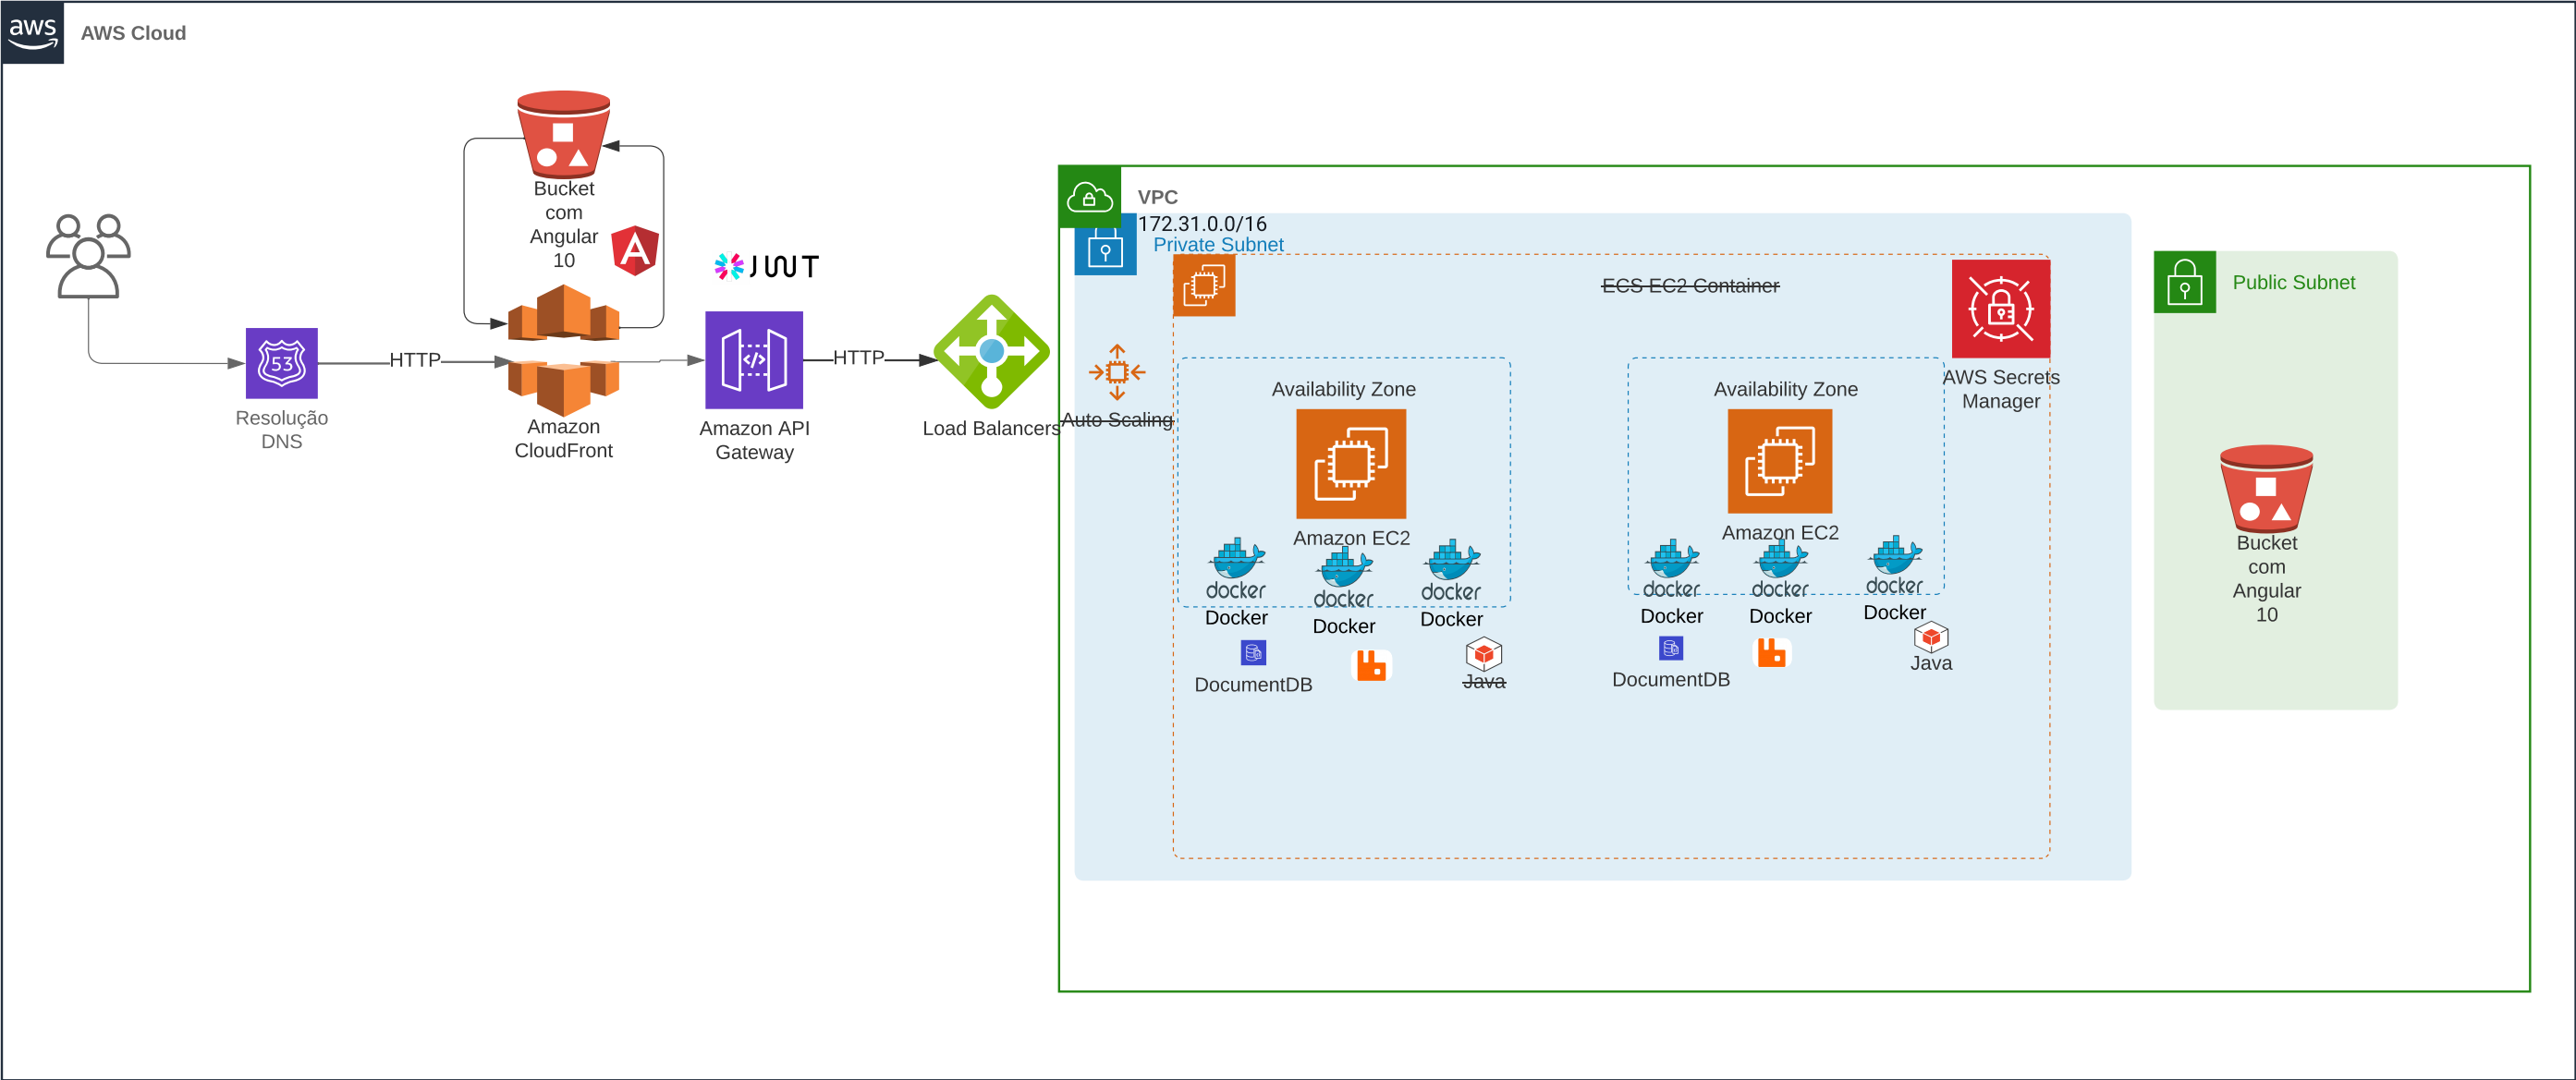 aws
AWS Cloud
Bucket
com
Angular
10
A
JWT
53
Resolução
DNS
HTTP
Amazon
CloudFront
</>
Amazon API
Gateway
HTTP
Load Balancers
VPC
172.31.0.0/16
Private Subnet
Auto Scaling
ECS EC2 Container
AWS Secrets
Manager
Availability Zone
Amazon EC2
docker
Docker
docker
Docker
docker
Docker
DocumentDB
Java
Availability Zone
Amazon EC2
docker
Docker
docker
Docker
docker
Docker
DocumentDB
Java
Public Subnet
Bucket
com
Angular
10